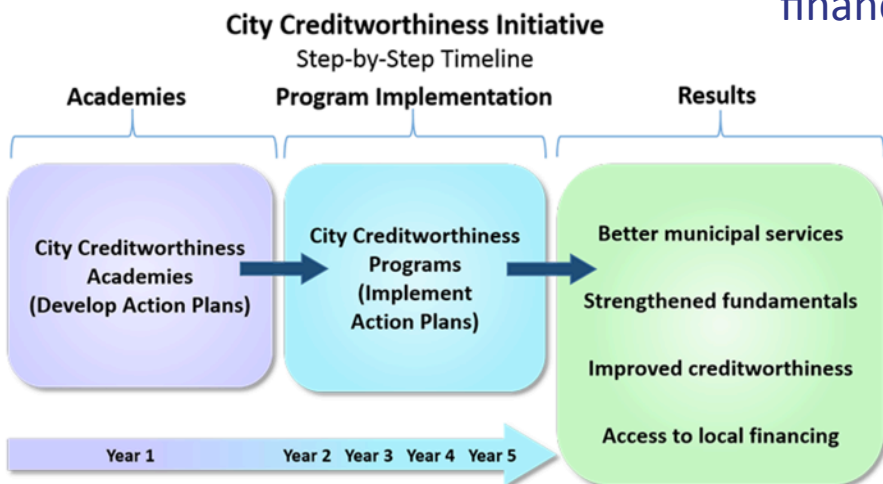 City Creditworthiness Initiative
Step-by-Step Timeline
Academies
Program Implementation
Results
City Creditworthiness
Academies
(Develop Action Plans)
City Creditworthiness
Programs
(Implement
Action Plans)
Better municipal services
Strengthened fundamentals
Improved creditworthiness
Access to local financing
Year 1
Year 2 Year 3 Year 4 Year 5